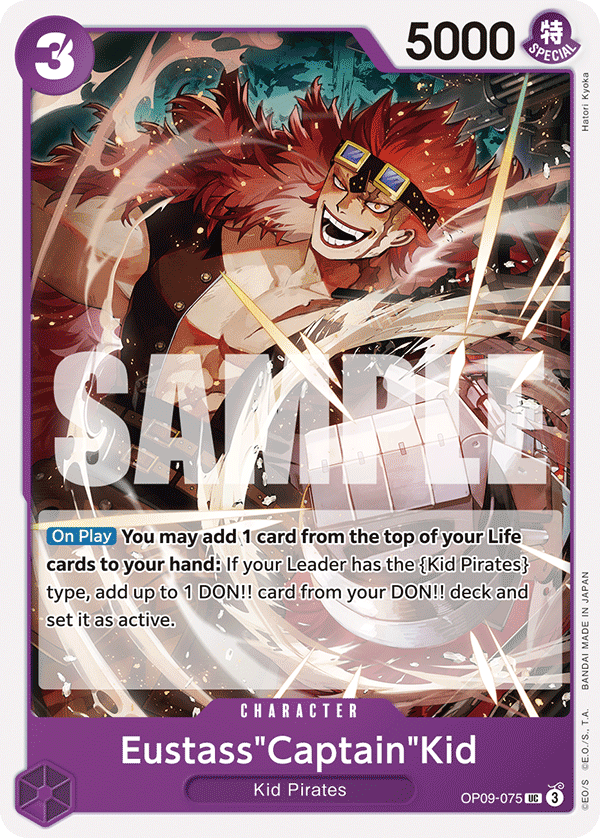 3
5000
特
SPECIAL
Hatori Kyoka
SAMPLE
On Play You may add 1 card from the top of your Life
cards to your hand: If your Leader has the {Kid Pirates}
type, add up to 1 DON!! card from your DON!! deck and
set it as active.
CHARACTER
Eustass"Captain"Kid
Kid Pirates
OP09-075 UC 3
©E.O/S ©E.O./S., T.A. BANDAI MADE IN JAPAN